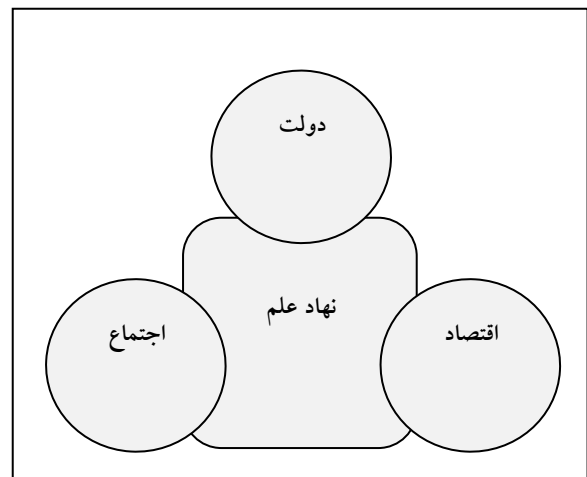 دولت
نهاد علم
اقتصاد
اجتماع